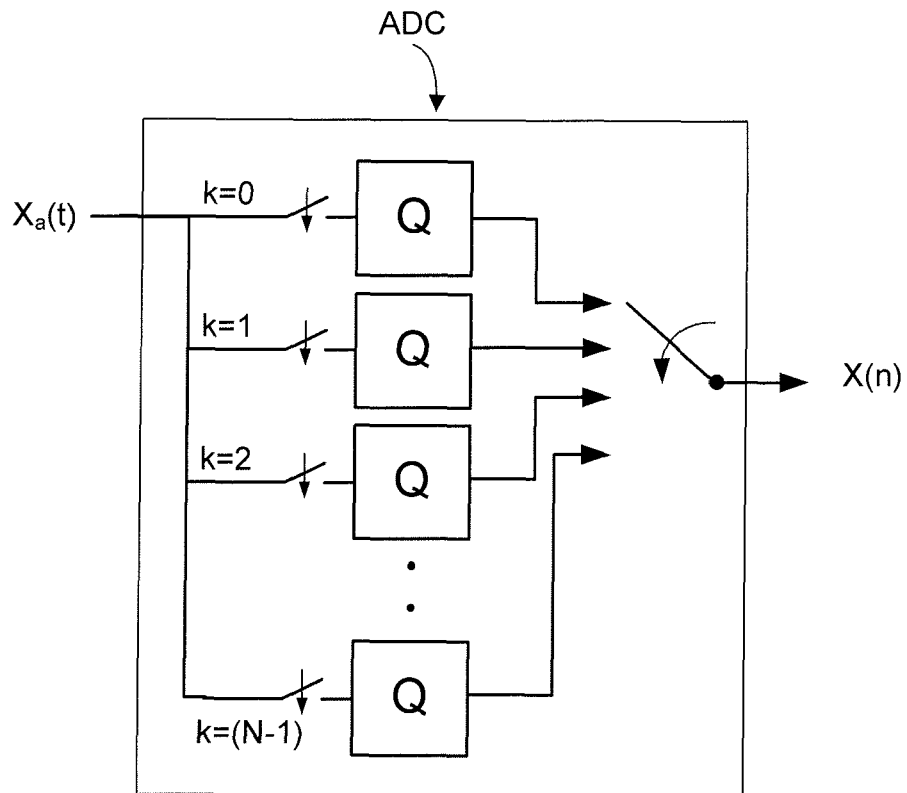 ADC
Xₐ(t)
k=0
Q
k=1
Q
X(n)
k=2
Q
Q
k=(N-1)